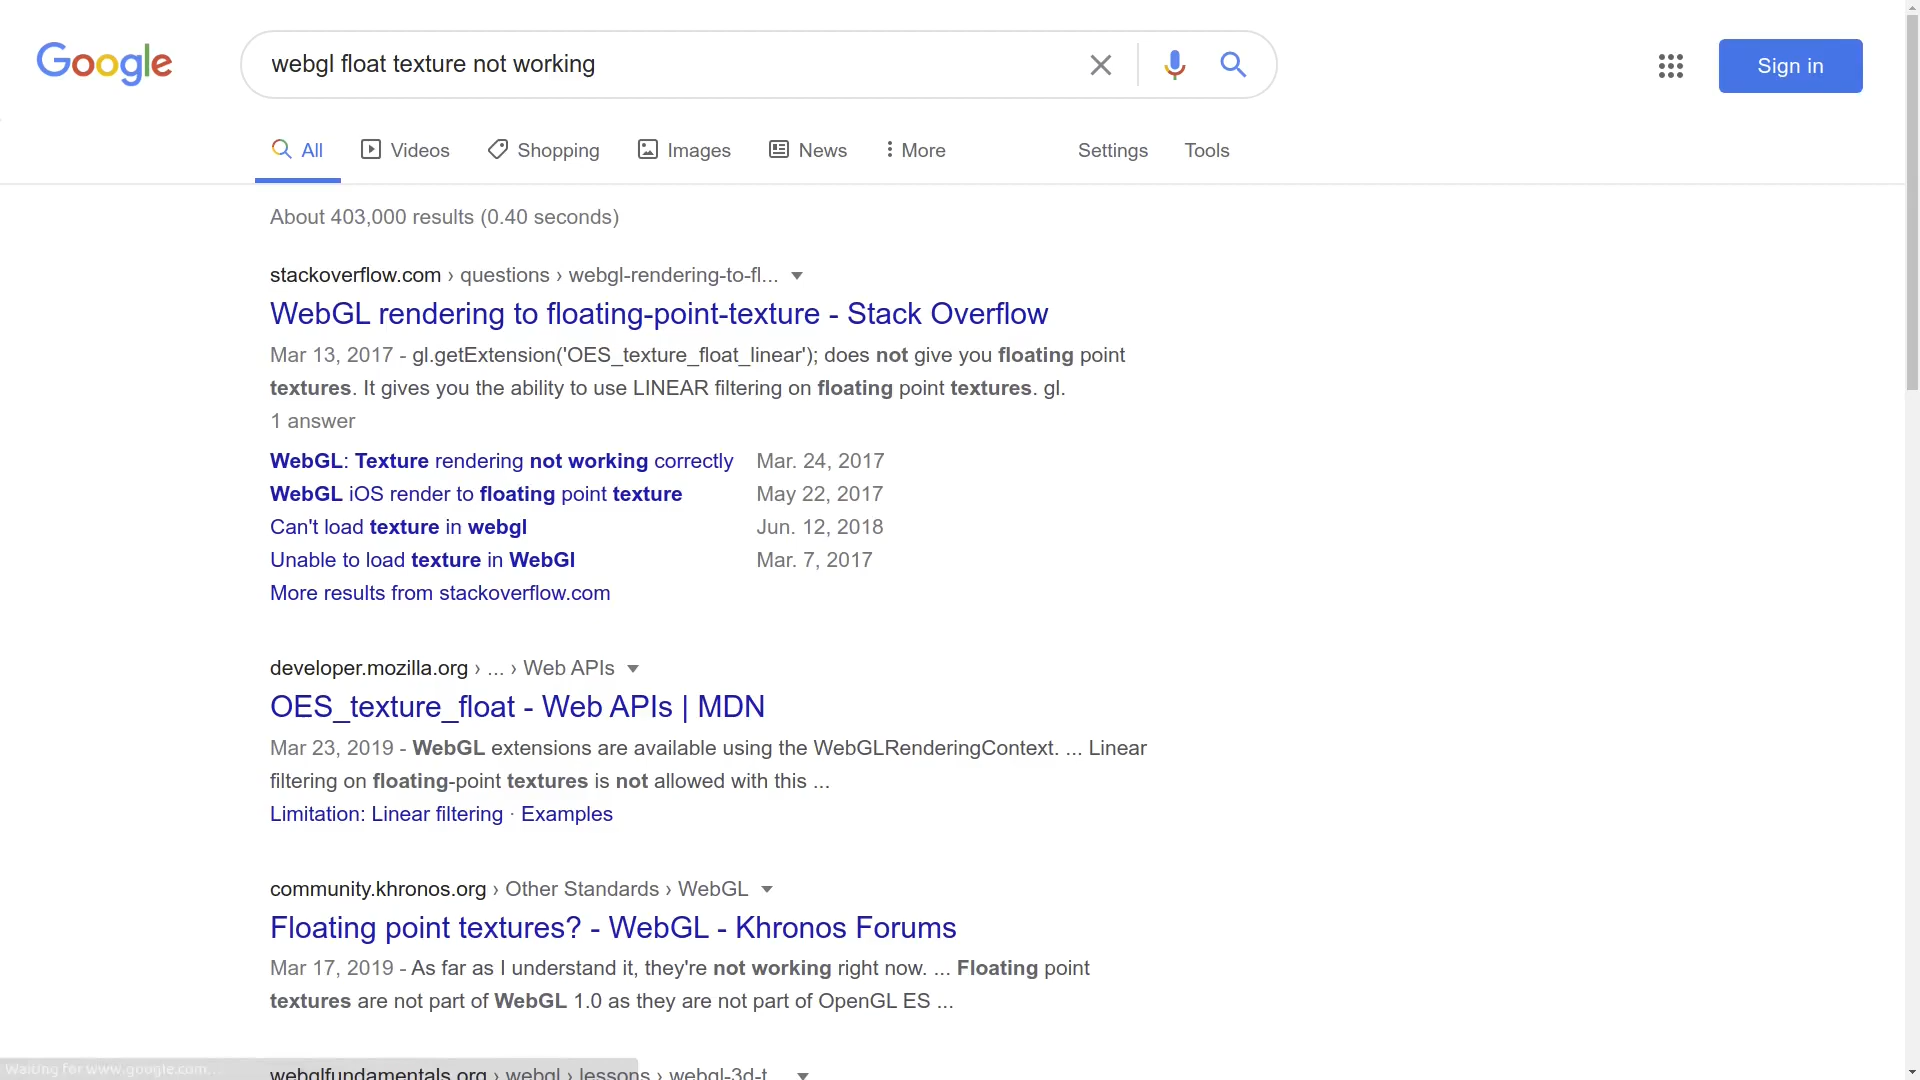 Google
webgl float texture not working
Sign in
All Videos Shopping Images News More Settings Tools
About 403,000 results (0.40 seconds)
stackoverflow.com › questions › webgl-rendering-to-fl...
WebGL rendering to floating-point-texture - Stack Overflow
Mar 13, 2017 - gl.getExtension('OES_texture_float_linear'); does not give you floating point
textures. It gives you the ability to use LINEAR filtering on floating point textures. gl.
1 answer
WebGL: Texture rendering not working correctly Mar. 24, 2017
WebGL iOS render to floating point texture May 22, 2017
Can't load texture in webgl Jun. 12, 2018
Unable to load texture in WebGl Mar. 7, 2017
More results from stackoverflow.com
developer.mozilla.org › ... › Web APIs
OES_texture_float - Web APIs | MDN
Mar 23, 2019 - WebGL extensions are available using the WebGLRenderingContext. ... Linear
filtering on floating-point textures is not allowed with this ...
Limitation: Linear filtering · Examples
community.khronos.org › Other Standards › WebGL
Floating point textures? - WebGL - Khronos Forums
Mar 17, 2019 - As far as I understand it, they're not working right now. ... Floating point
textures are not part of WebGL 1.0 as they are not part of OpenGL ES ...
Waiting for www.google.com...
webglfundamentals.org › webgl › lessons › webgl-3d-t...